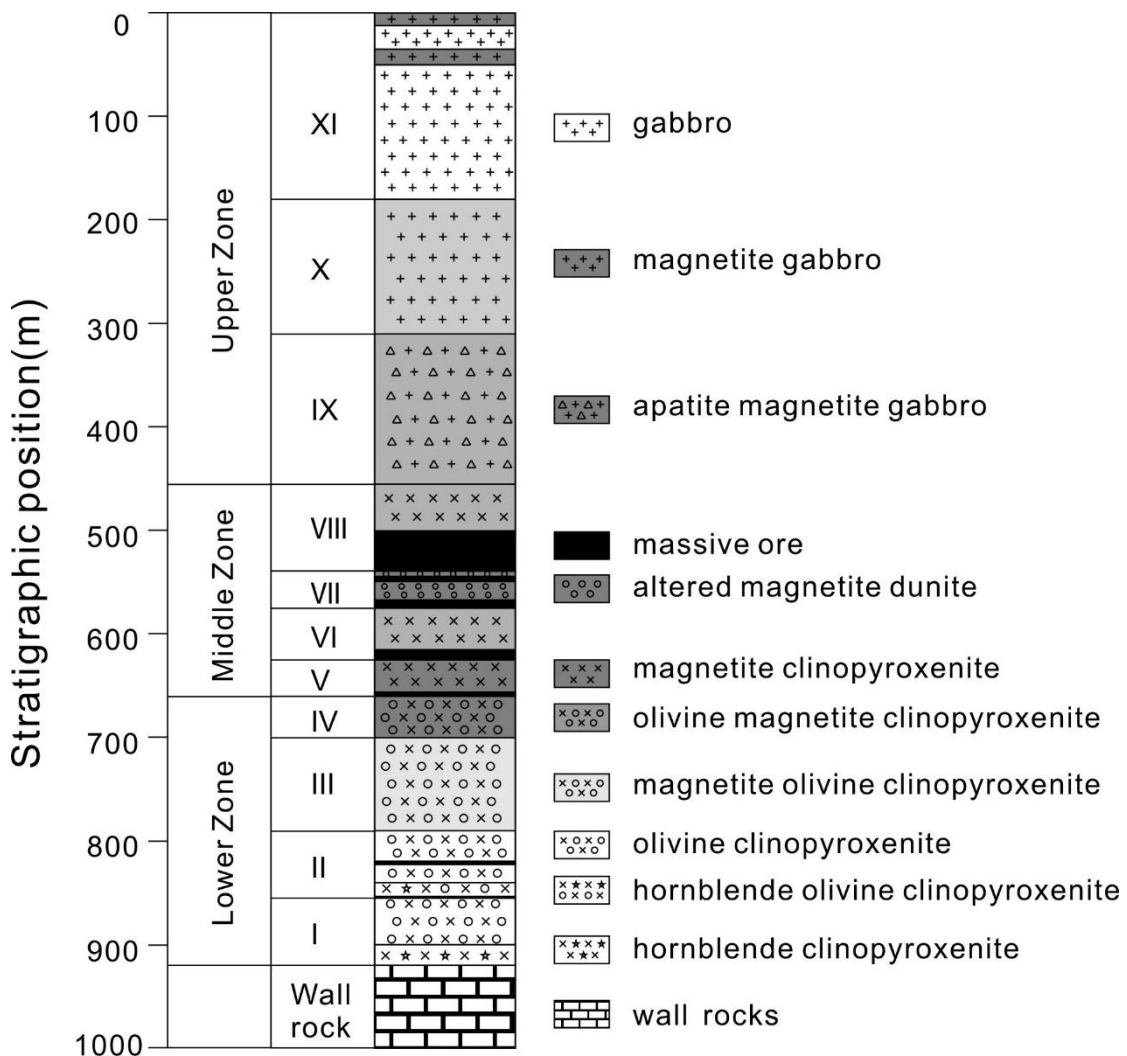 Stratigraphic position(m)
0
100
200
300
400
500
600
700
800
900
1000
Upper Zone
Middle Zone
Lower Zone
XI
X
IX
VIII
VII
VI
V
IV
III
II
I
Wall
rock
gabbro
magnetite gabbro
apatite magnetite gabbro
massive ore
altered magnetite dunite
magnetite clinopyroxenite
olivine magnetite clinopyroxenite
magnetite olivine clinopyroxenite
olivine clinopyroxenite
hornblende olivine clinopyroxenite
hornblende clinopyroxenite
wall rocks